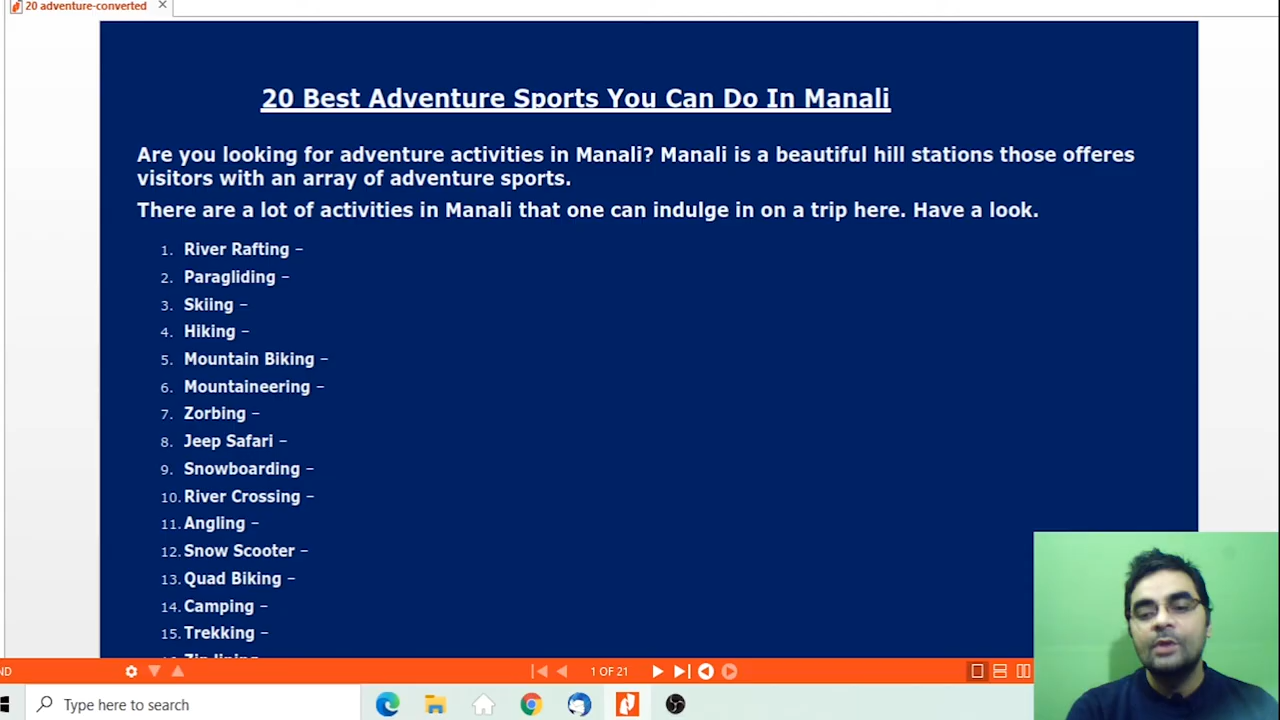 20 adventure-converted
20 Best Adventure Sports You Can Do In Manali
Are you looking for adventure activities in Manali? Manali is a beautiful hill stations those offeres
visitors with an array of adventure sports.
There are a lot of activities in Manali that one can indulge in on a trip here. Have a look.
1. River Rafting –
2. Paragliding –
3. Skiing –
4. Hiking –
5. Mountain Biking –
6. Mountaineering –
7. Zorbing –
8. Jeep Safari –
9. Snowboarding –
10. River Crossing –
11. Angling –
12. Snow Scooter –
13. Quad Biking –
14. Camping –
15. Trekking –
ND
1 OF 21
Type here to search